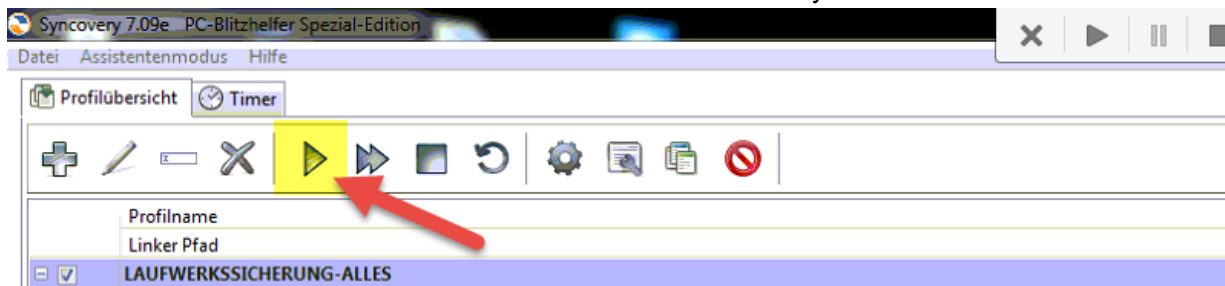 Syncovery 7.09e PC-Blitzhelfer Spezial-Edition
Datei Assistentenmodus Hilfe
Profilübersicht Timer
Profilname
Linker Pfad
LAUFWERKSSICHERUNG-ALLES